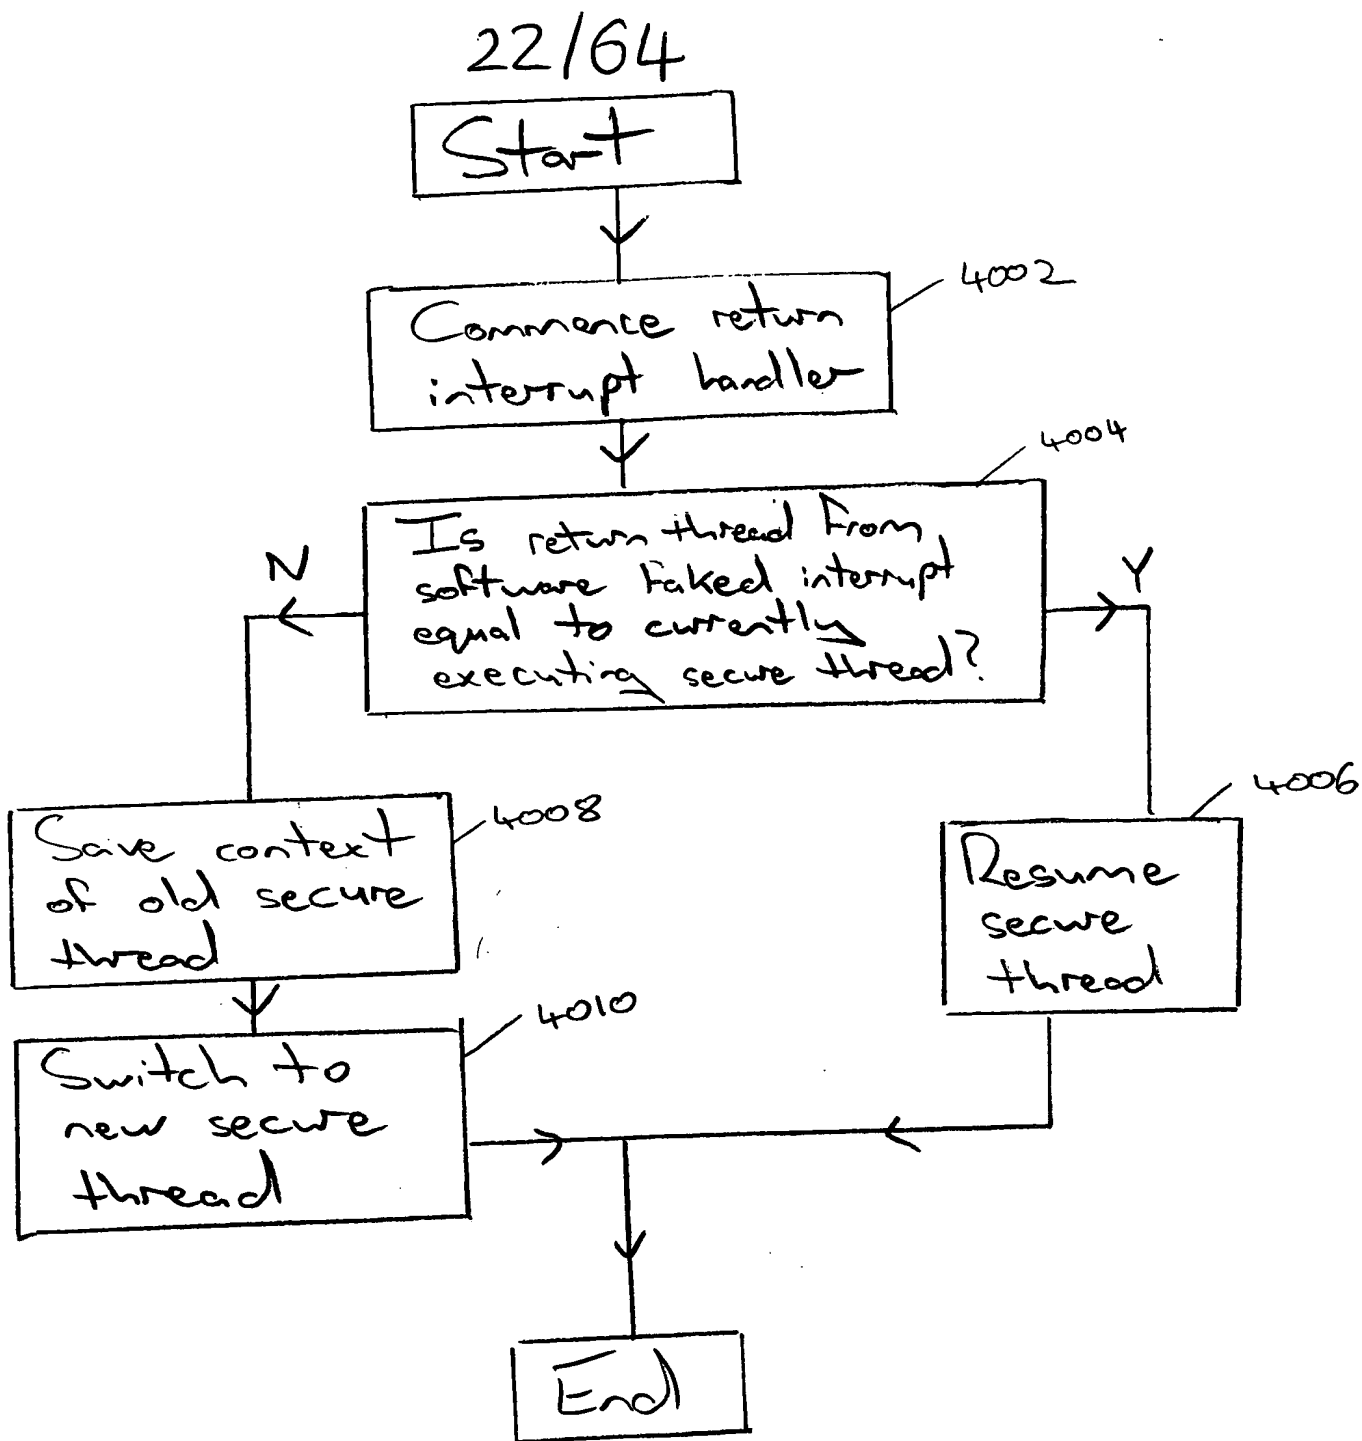 22/64
Start
4002
Commence return
interrupt handler
4004
Is return thread from
software faked interrupt
equal to currently
executing secure thread?
N
Y
4008
Save context
of old secure
thread
4006
Resume
secure
thread
4010
Switch to
new secure
thread
End